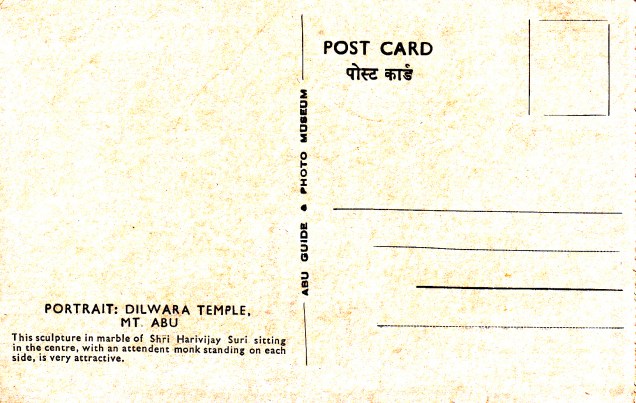 POST CARD
पोस्ट कार्ड
ABU GUIDE & PHOTO MUSEUM
PORTRAIT: DILWARA TEMPLE,
MT. ABU
This sculpture in marble of Shri Harivijay Suri sitting
in the centre, with an attendent monk standing on each
side, is very attractive.